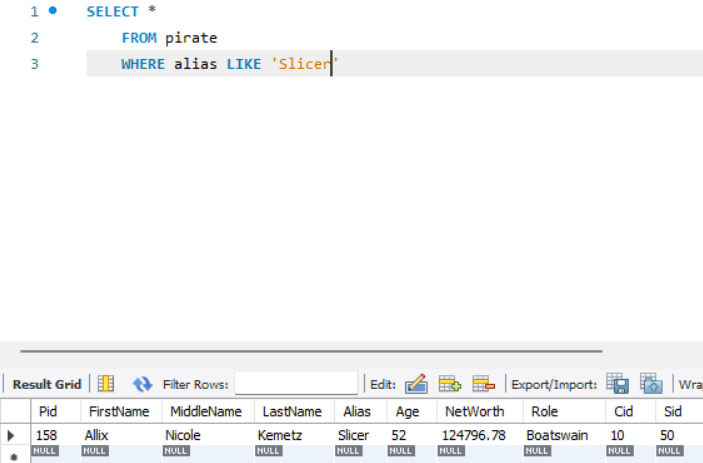 1 SELECT *
2 FROM pirate
3 WHERE alias LIKE 'Slicer'
Result Grid Filter Rows: Edit: Export/Import: Wra
Pid FirstName MiddleName LastName Alias Age NetWorth Role Cid Sid
158 Allix Nicole Kemetz Slicer 52 124796.78 Boatswain 10 50
NULL NULL NULL NULL NULL NULL NULL NULL NULL NULL